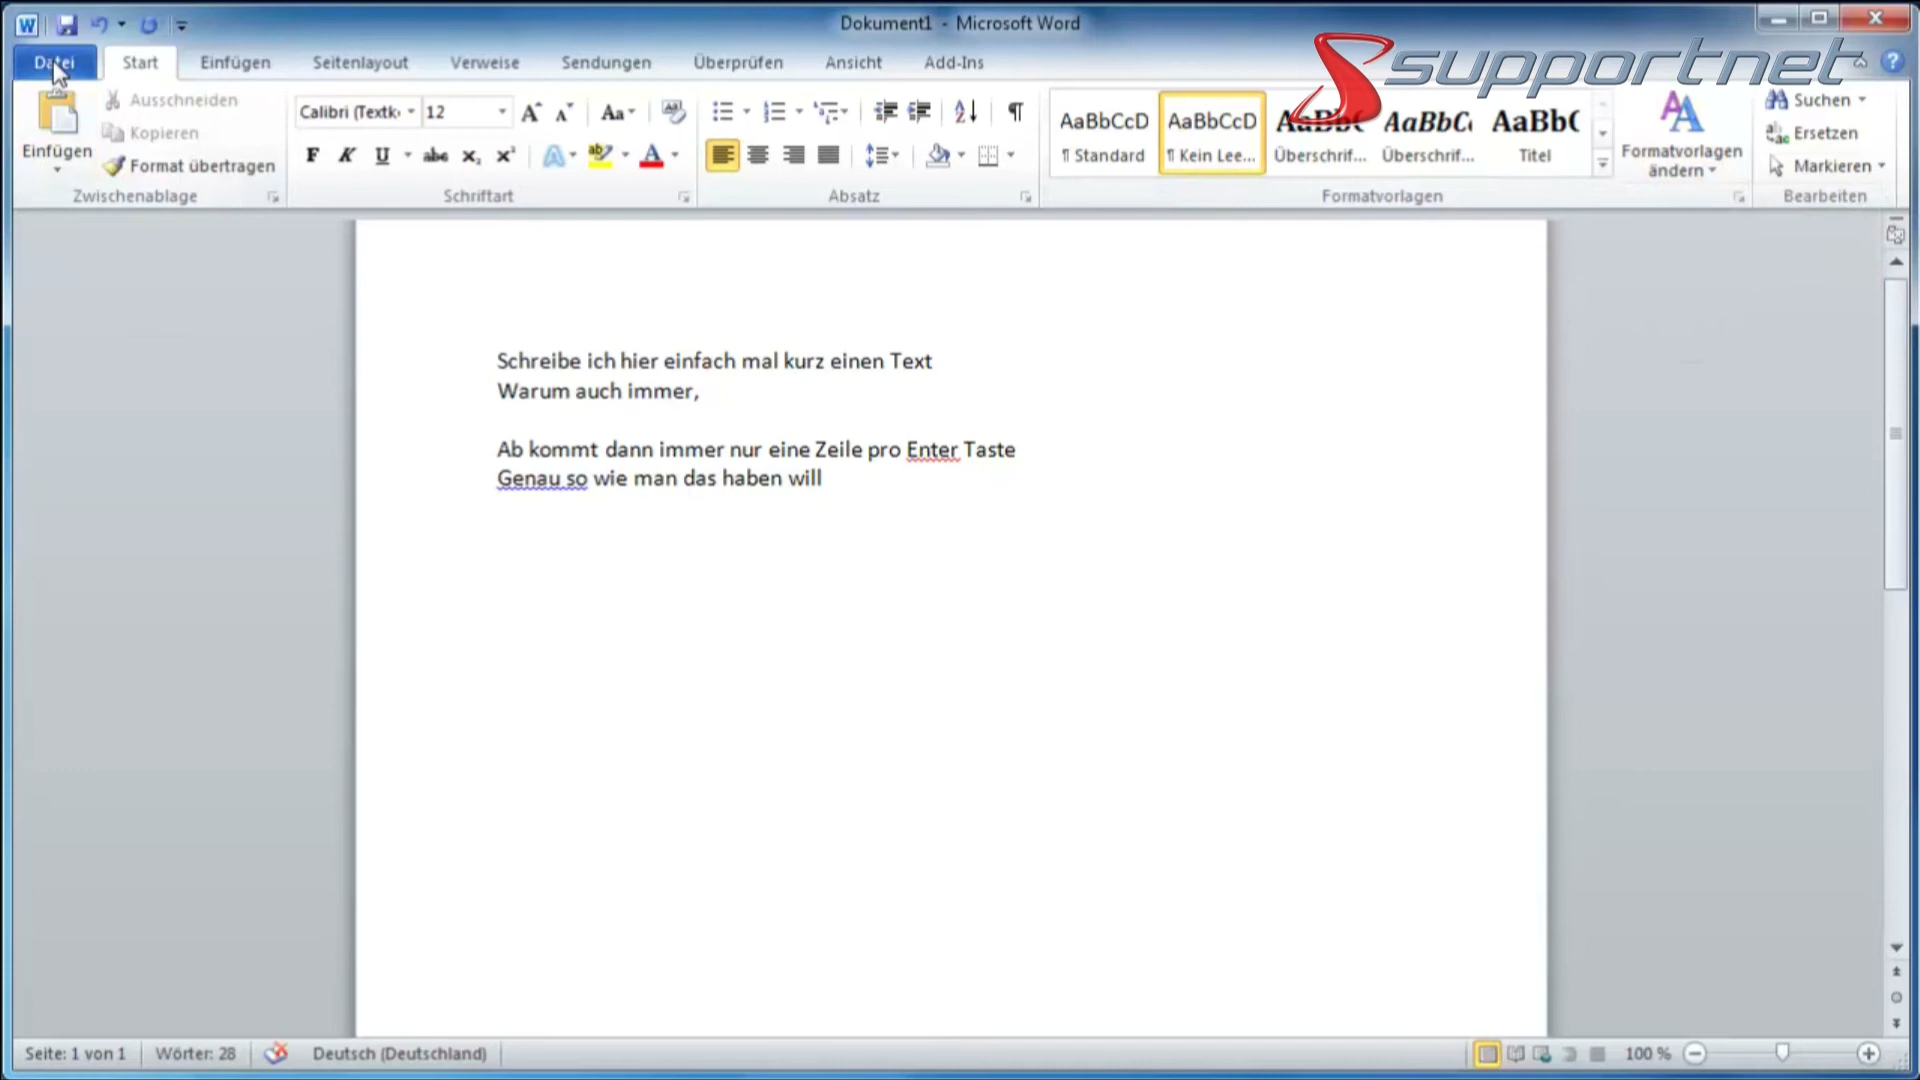 Dokument1 - Microsoft Word
Datei Start Einfügen Seitenlayout Verweise Sendungen Überprüfen Ansicht Add-Ins
supportnet
Ausschneiden
Kopieren
Format übertragen
Einfügen
Zwischenablage
Calibri (Textk 12
F K U abc x₂ x²
Schriftart
Absatz
AaBbCcD AaBbCcD AaBbC AaBbC AaBb(
¶ Standard ¶ Kein Lee... Überschrif... Überschrif... Titel
Formatvorlagen ändern
Formatvorlagen
Suchen
Ersetzen
Markieren
Bearbeiten
Schreibe ich hier einfach mal kurz einen Text
Warum auch immer,
Ab kommt dann immer nur eine Zeile pro Enter Taste
Genau so wie man das haben will
Seite: 1 von 1 Wörter: 28 Deutsch (Deutschland) 100 %